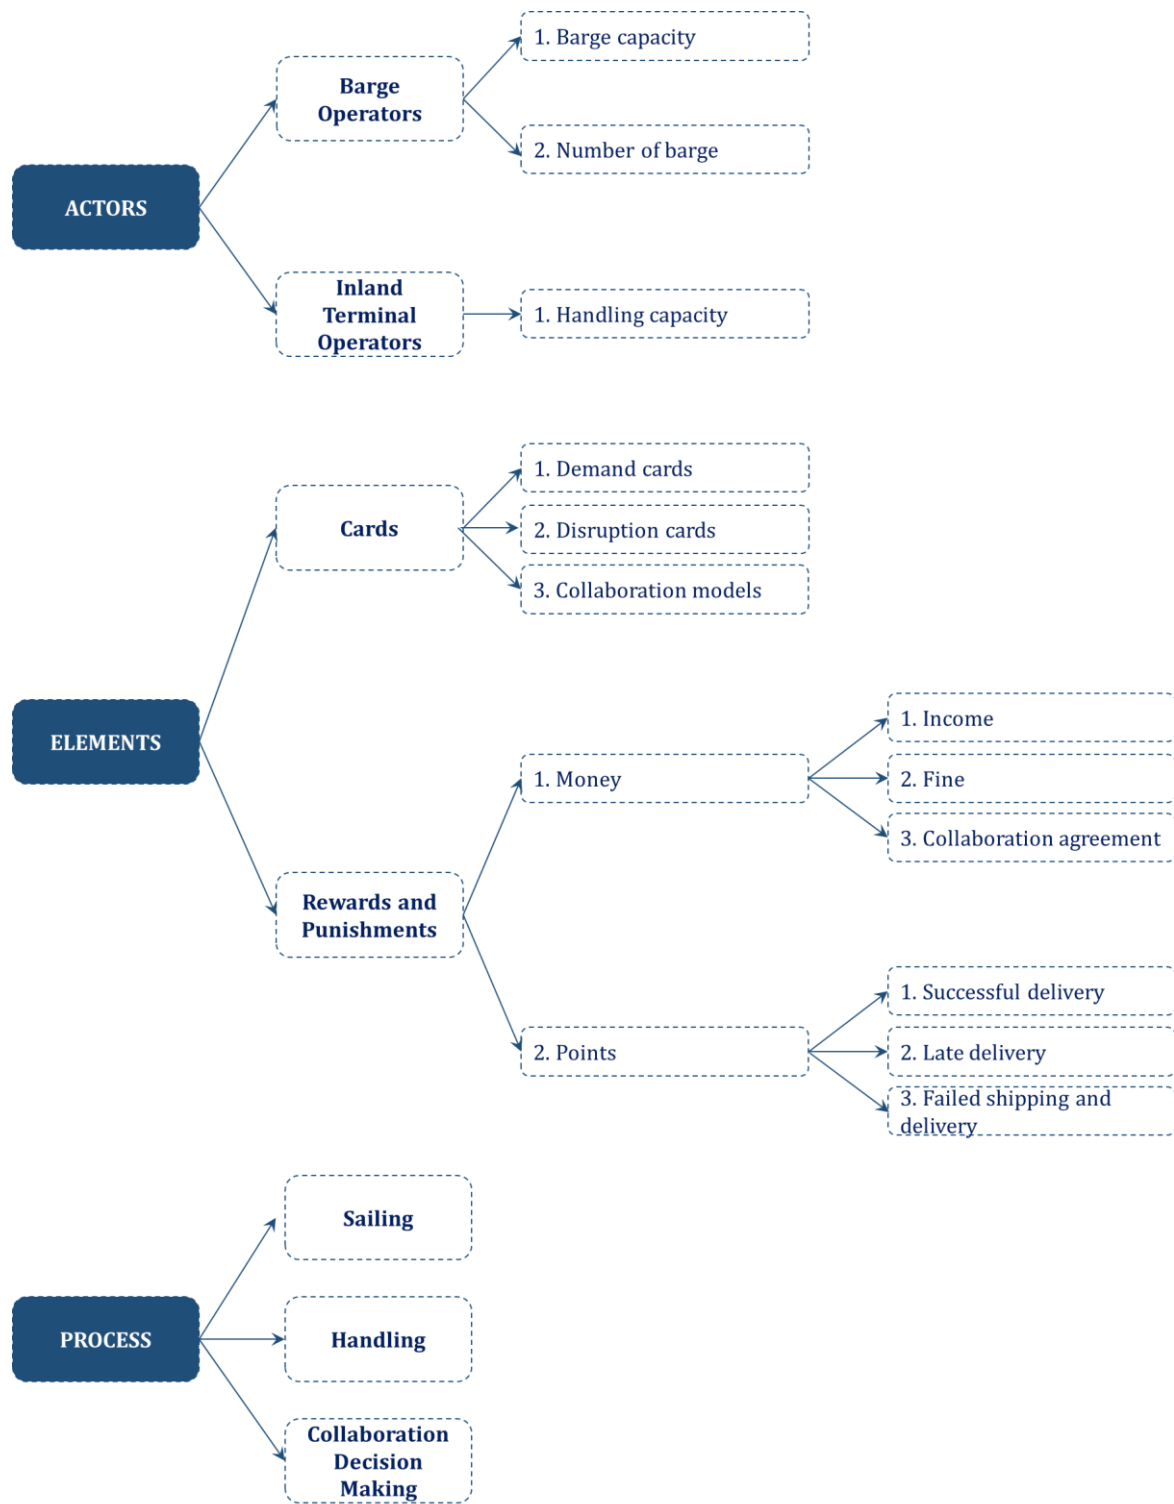 1. Barge capacity
Barge
Operators
2. Number of barge
ACTORS
Inland
Terminal
Operators
1. Handling capacity
1. Demand cards
Cards
2. Disruption cards
3. Collaboration models
ELEMENTS
1. Income
1. Money
2. Fine
3. Collaboration agreement
Rewards and
Punishments
1. Successful delivery
2. Points
2. Late delivery
3. Failed shipping and
delivery
Sailing
PROCESS
Handling
Collaboration
Decision
Making